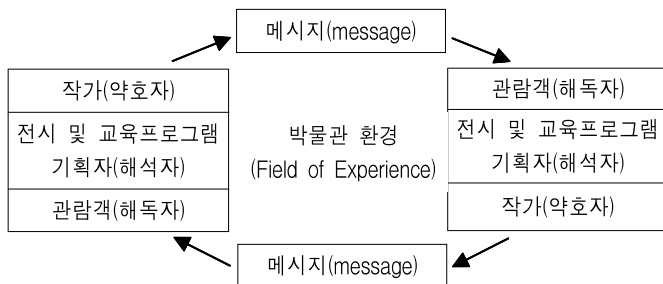 메시지(message)
작가(약호자)
전시 및 교육프로그램
기획자(해석자)
관람객(해독자)
박물관 환경
(Field of Experience)
관람객(해독자)
전시 및 교육프로그램
기획자(해석자)
작가(약호자)
메시지(message)